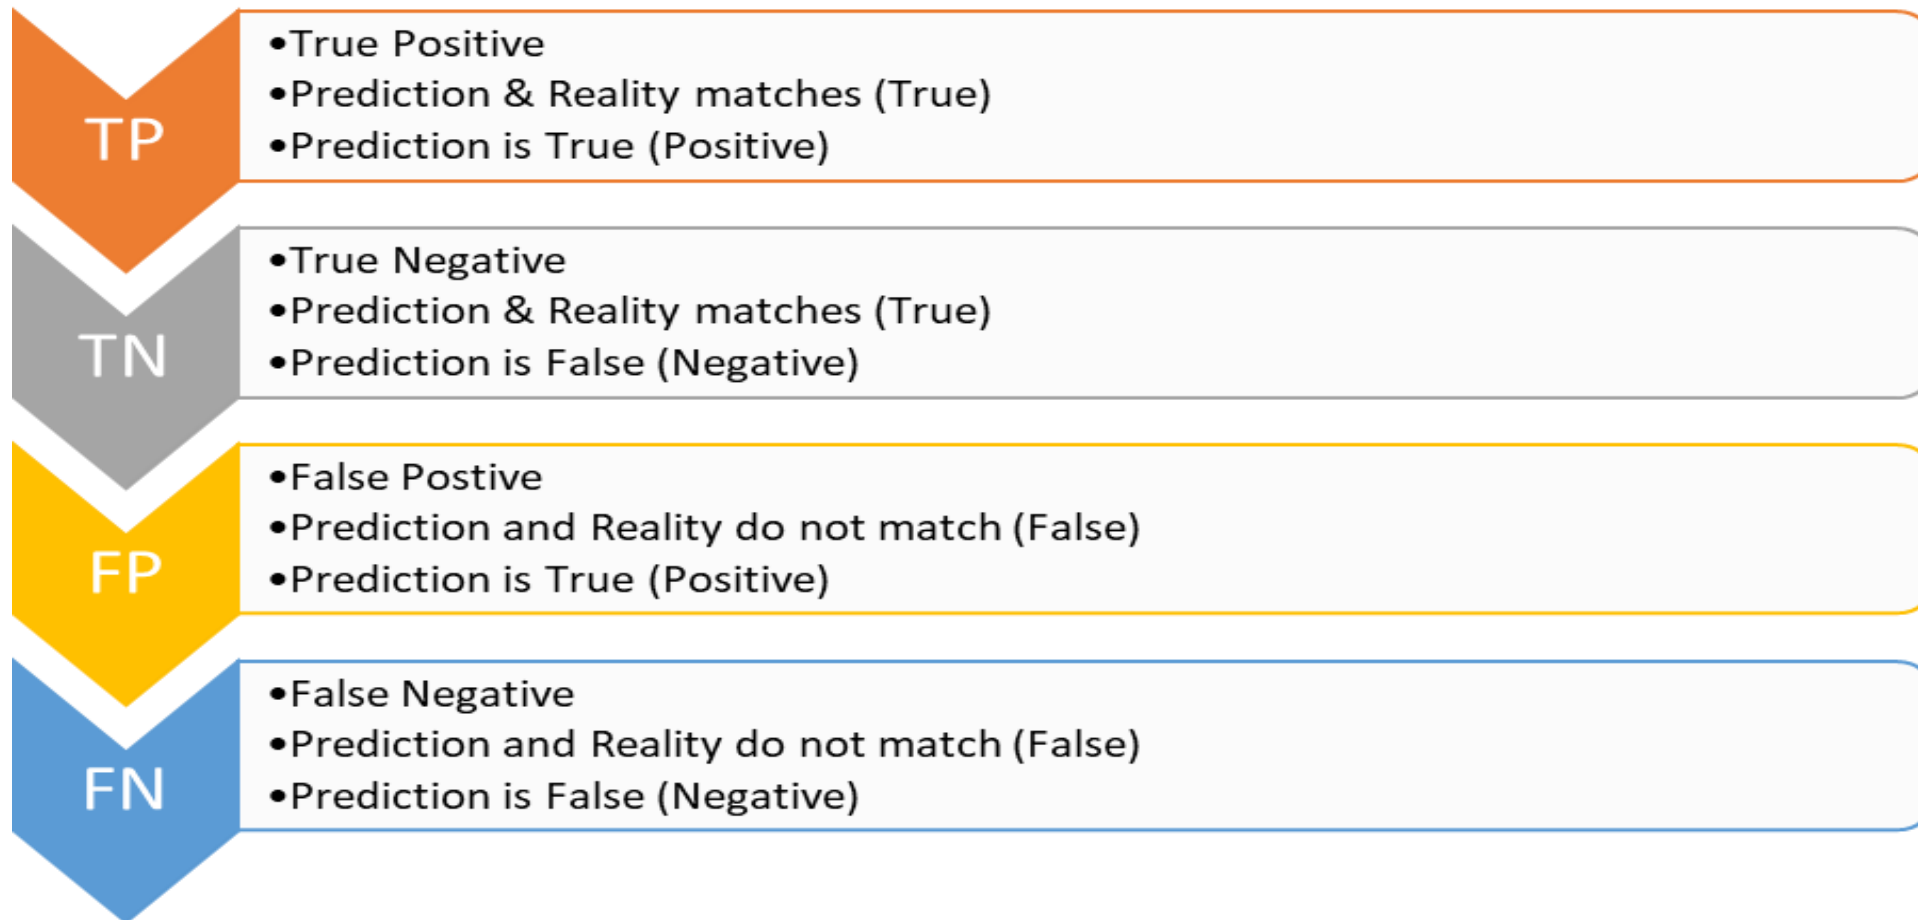 TP
•True Positive
•Prediction & Reality matches (True)
•Prediction is True (Positive)
TN
•True Negative
•Prediction & Reality matches (True)
•Prediction is False (Negative)
FP
•False Postive
•Prediction and Reality do not match (False)
•Prediction is True (Positive)
FN
•False Negative
•Prediction and Reality do not match (False)
•Prediction is False (Negative)